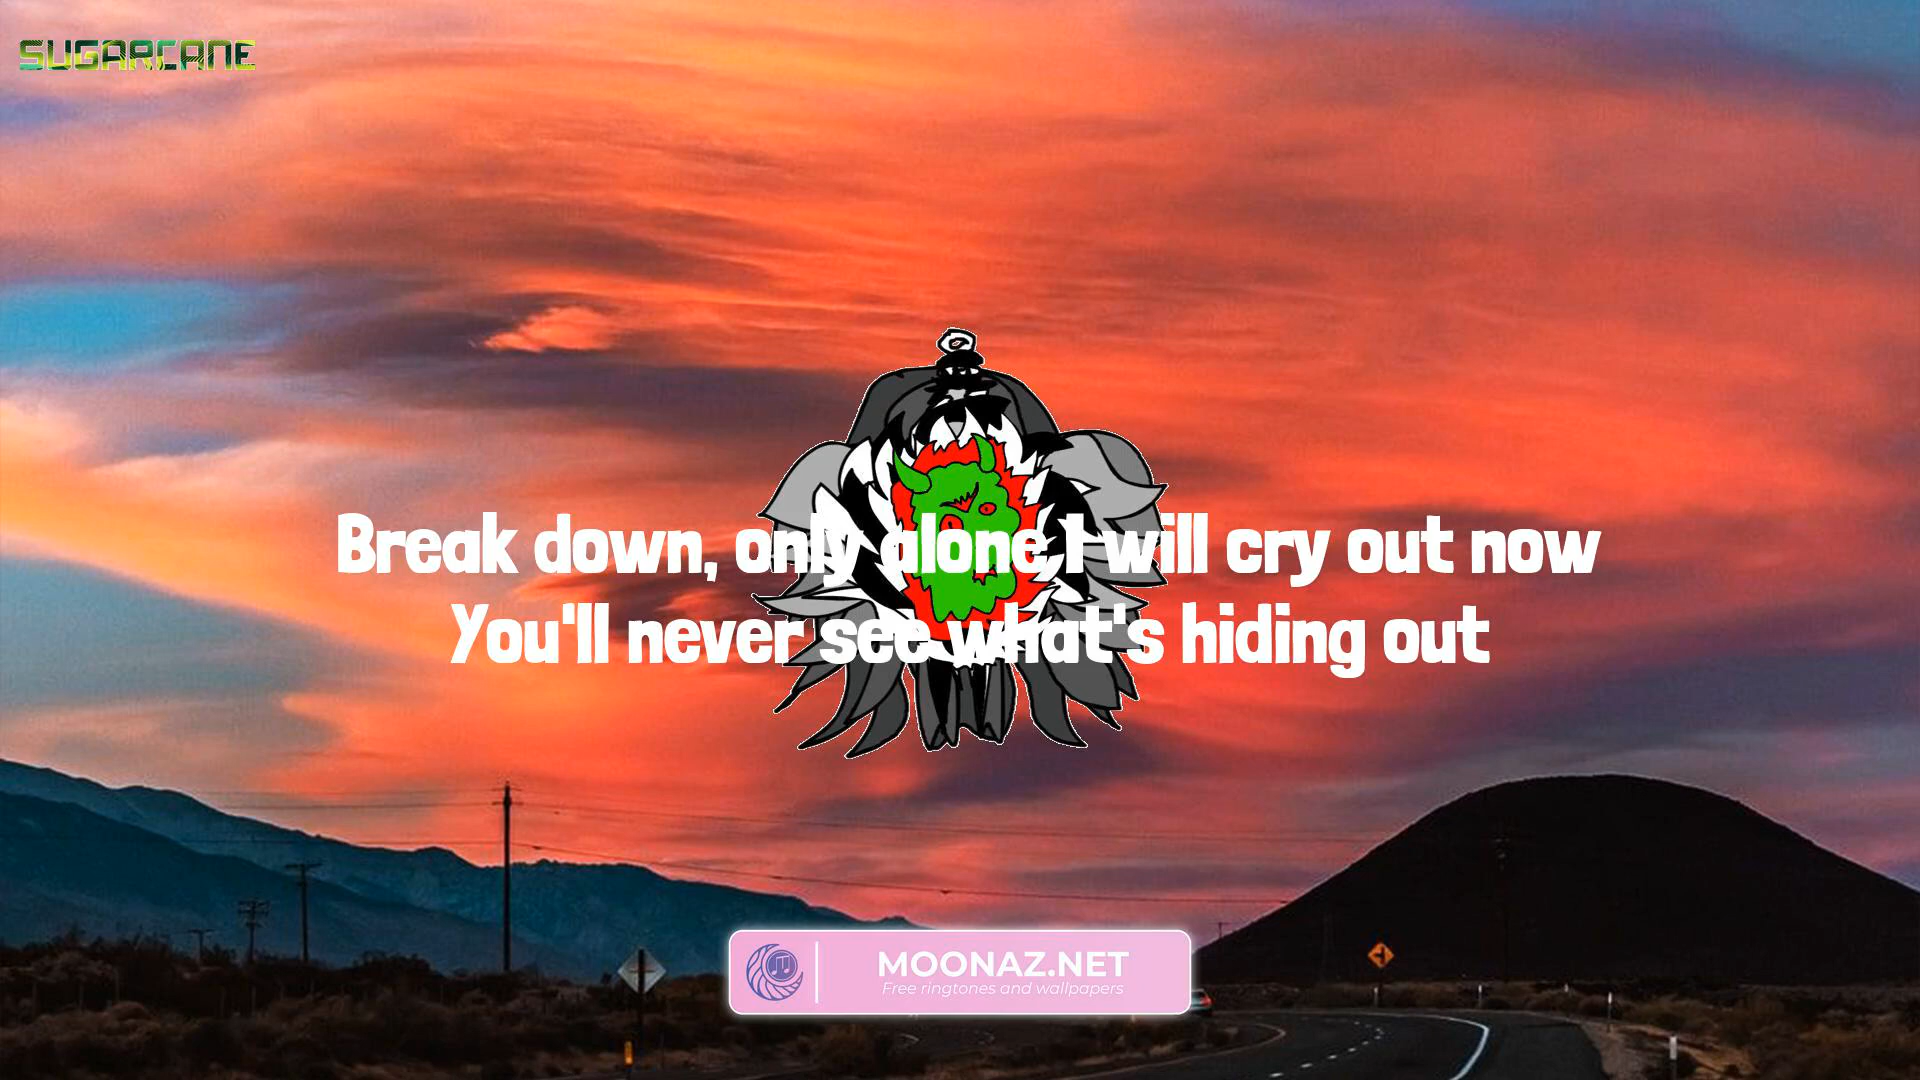 SUGARCANE
Break down, only alone I will cry out now
You'll never see what's hiding out
MOONAZ.NET
Free ringtones and wallpapers